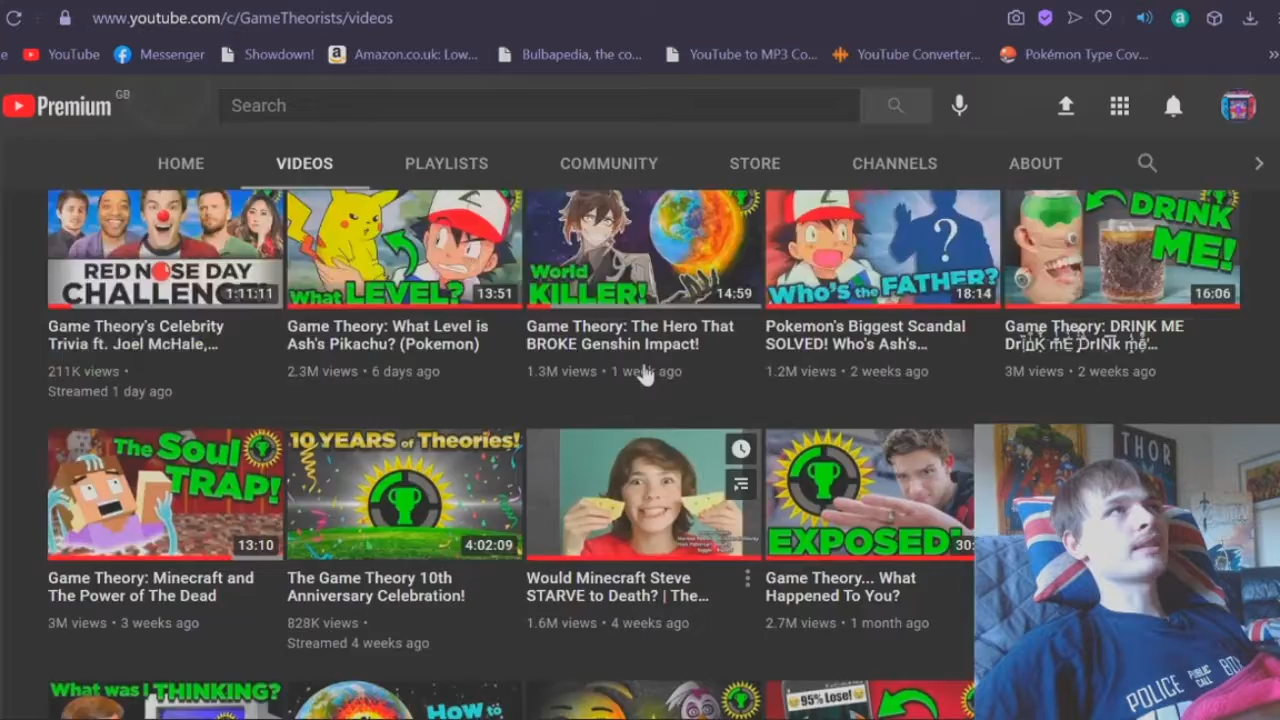 www.youtube.com/c/GameTheorists/videos
YouTube Messenger Showdown! Amazon.co.uk: Low... Bulbapedia, the co... YouTube to MP3 Co... YouTube Converter... Pokémon Type Cov... »
Premium GB
Search
HOME VIDEOS PLAYLISTS COMMUNITY STORE CHANNELS ABOUT
RED NOSE DAY
CHALLENGE
1:11:11
What LEVEL?
13:51
World
KILLER!
14:59
Who's the FATHER?
18:14
DRINK
ME!
16:06
Game Theory's Celebrity
Trivia ft. Joel McHale,...
211K views •
Streamed 1 day ago
Game Theory: What Level is
Ash's Pikachu? (Pokemon)
2.3M views • 6 days ago
Game Theory: The Hero That
BROKE Genshin Impact!
1.3M views • 1 week ago
Pokemon's Biggest Scandal
SOLVED! Who's Ash's...
1.2M views • 2 weeks ago
Game Theory: DRINK ME
3M views • 2 weeks ago
The Soul
TRAP!
13:10
10 YEARS of Theories!
4:02:09
EXPOSED!
30:
THOR
Game Theory: Minecraft and
The Power of The Dead
3M views • 3 weeks ago
The Game Theory 10th
Anniversary Celebration!
828K views •
Streamed 4 weeks ago
Would Minecraft Steve
STARVE to Death? | The...
1.6M views • 4 weeks ago
Game Theory... What
Happened To You?
2.7M views • 1 month ago
POLICE PUBLIC CALL BOX
What was I THINKING?
HOW to
95% Lose!